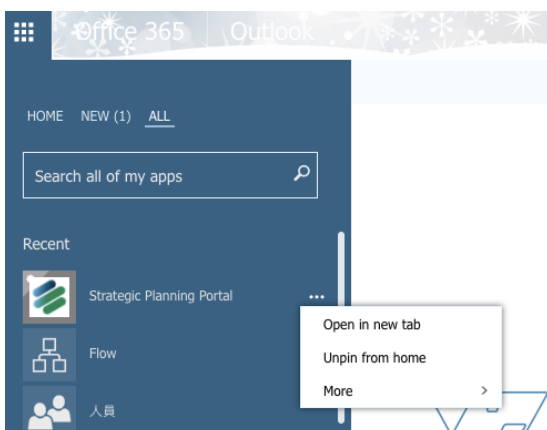 Office 365 Outlook
HOME NEW (1) ALL
Search all of my apps
Recent
Strategic Planning Portal ...
Open in new tab
Flow
Unpin from home
More >
人員